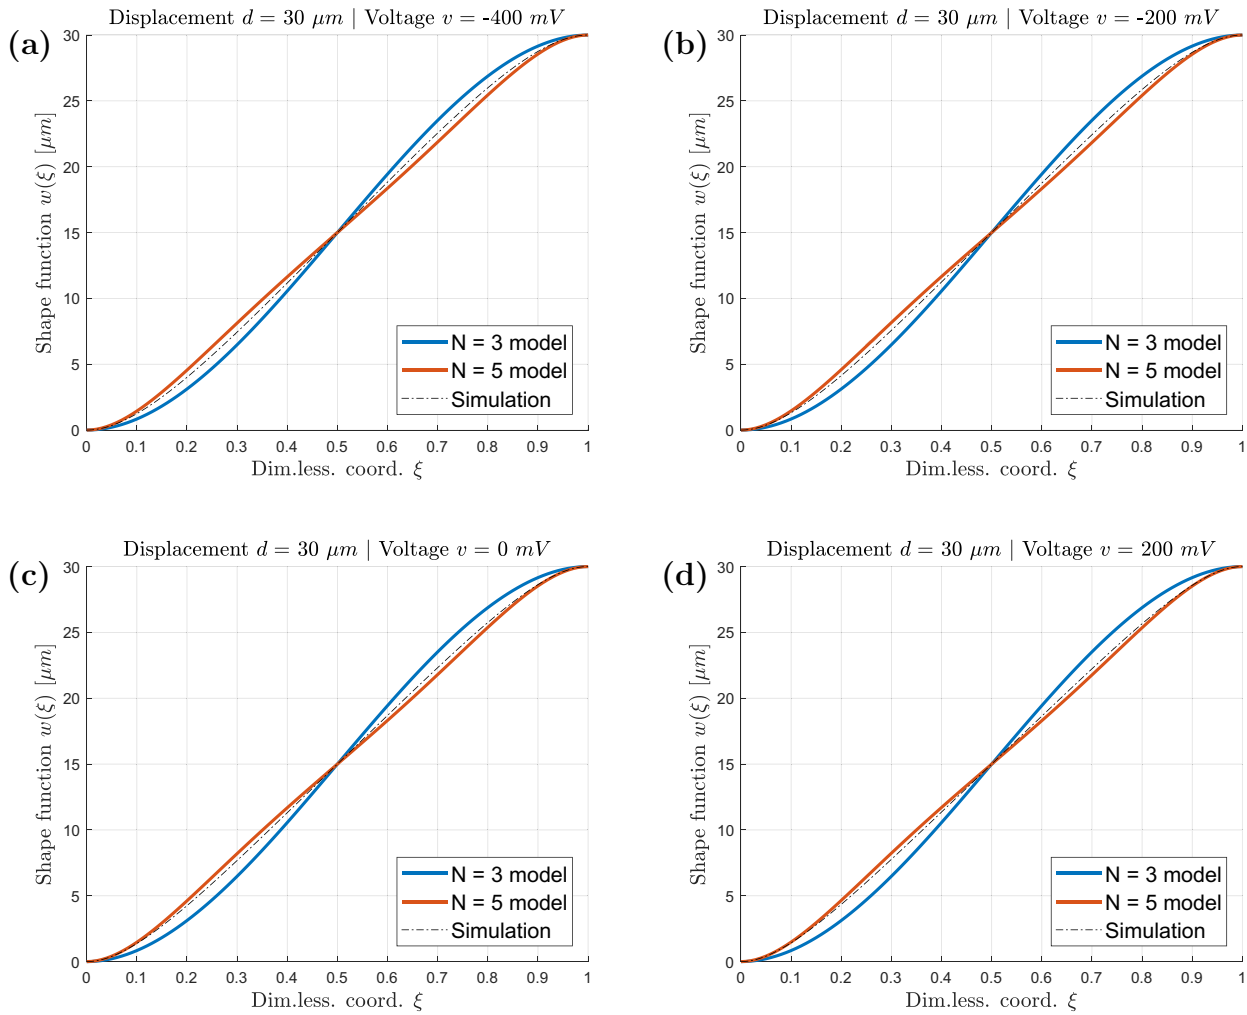 Displacement d = 30 μm | Voltage v = -400 mV
(a)
30
25
20
15
10
5
0
Shape function w(ξ) [μm]
N = 3 model
N = 5 model
Simulation
0 0.1 0.2 0.3 0.4 0.5 0.6 0.7 0.8 0.9 1
Dim.less. coord. ξ
Displacement d = 30 μm | Voltage v = -200 mV
(b)
30
25
20
15
10
5
0
Shape function w(ξ) [μm]
N = 3 model
N = 5 model
Simulation
0 0.1 0.2 0.3 0.4 0.5 0.6 0.7 0.8 0.9 1
Dim.less. coord. ξ
Displacement d = 30 μm | Voltage v = 0 mV
(c)
30
25
20
15
10
5
0
Shape function w(ξ) [μm]
N = 3 model
N = 5 model
Simulation
0 0.1 0.2 0.3 0.4 0.5 0.6 0.7 0.8 0.9 1
Dim.less. coord. ξ
Displacement d = 30 μm | Voltage v = 200 mV
(d)
30
25
20
15
10
5
0
Shape function w(ξ) [μm]
N = 3 model
N = 5 model
Simulation
0 0.1 0.2 0.3 0.4 0.5 0.6 0.7 0.8 0.9 1
Dim.less. coord. ξ